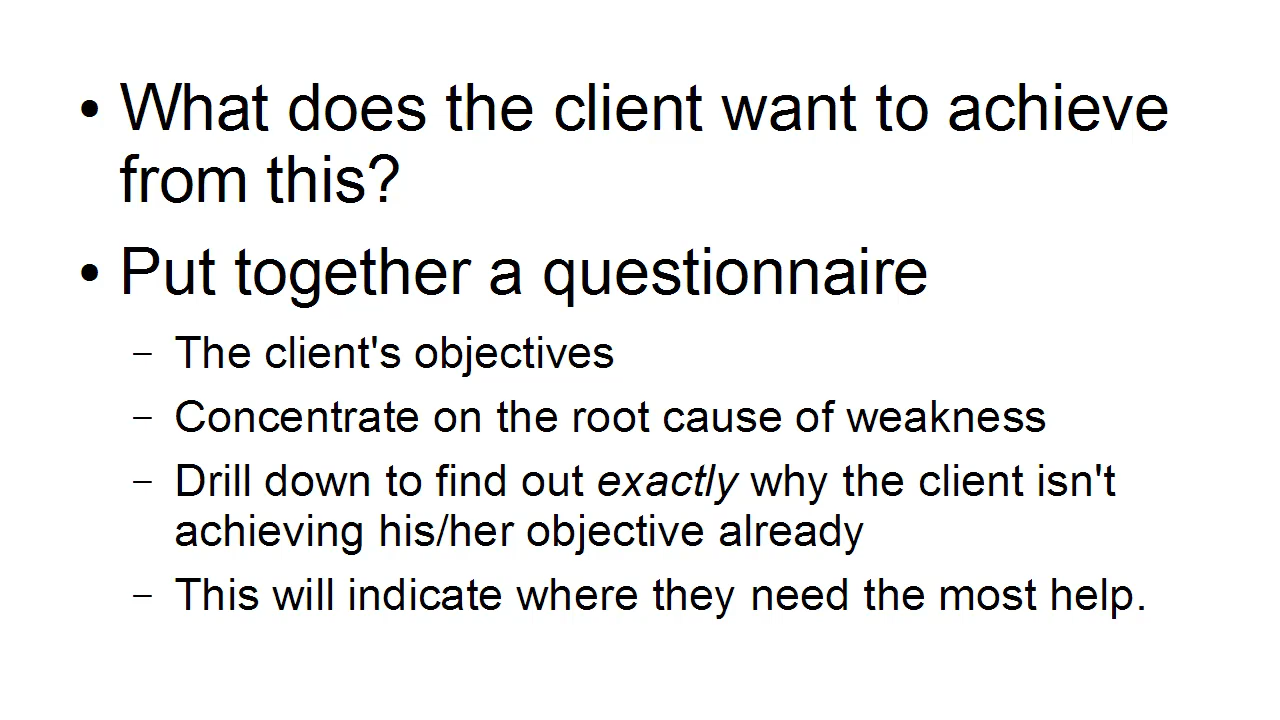 • What does the client want to achieve
from this?
• Put together a questionnaire
– The client's objectives
– Concentrate on the root cause of weakness
– Drill down to find out exactly why the client isn't
achieving his/her objective already
– This will indicate where they need the most help.